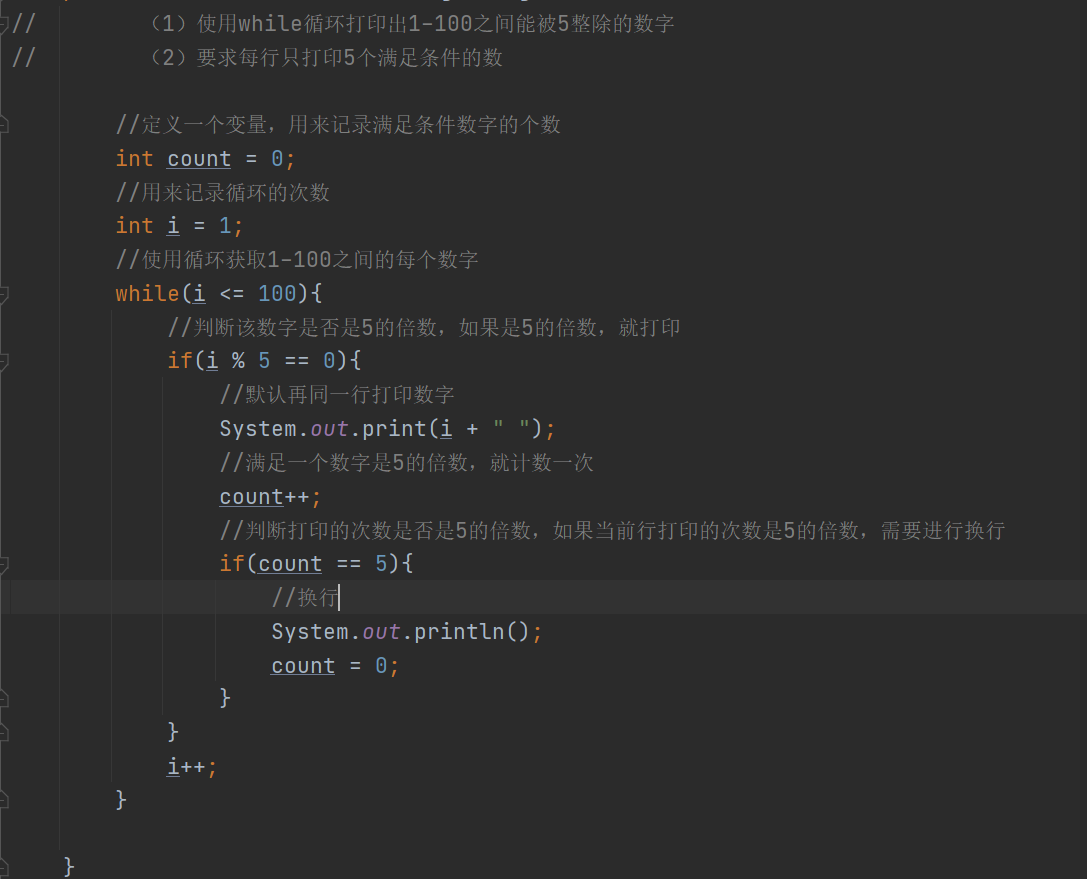 // （1）使用while循环打印出1-100之间能被5整除的数字
// （2）要求每行只打印5个满足条件的数
//定义一个变量，用来记录满足条件数字的个数
int count = 0;
//用来记录循环的次数
int i = 1;
//使用循环获取1-100之间的每个数字
while(i <= 100){
//判断该数字是否是5的倍数，如果是5的倍数，就打印
if(i % 5 == 0){
//默认再同一行打印数字
System.out.print(i + " ");
//满足一个数字是5的倍数，就计数一次
count++;
//判断打印的次数是否是5的倍数，如果当前行打印的次数是5的倍数，需要进行换行
if(count == 5){
//换行
System.out.println();
count = 0;
}
}
i++;
}
}